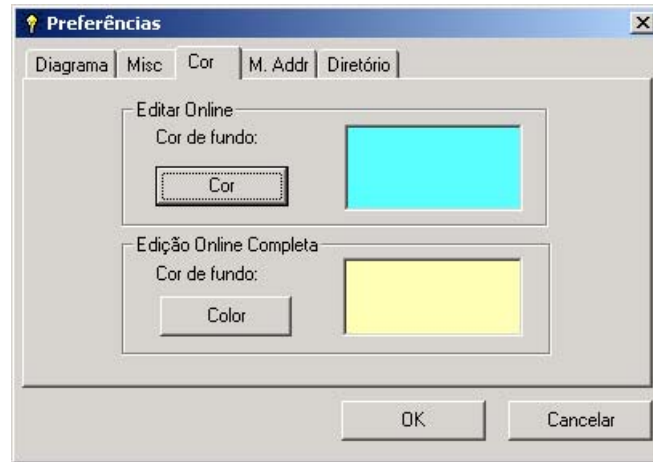 Preferências
Diagrama Misc Cor M. Addr Diretório
Editar Online
Cor de fundo:
Cor
Edição Online Completa
Cor de fundo:
Color
OK Cancelar